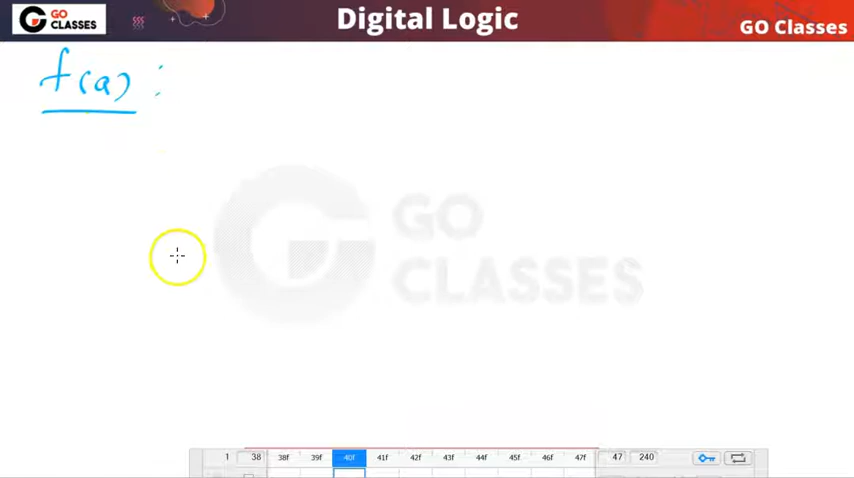 GO
CLASSES
Digital Logic
GO Classes
f(a) :
GO
CLASSES
1 38 38f 39f 40f 41f 42f 43f 44f 45f 46f 47f 47 240